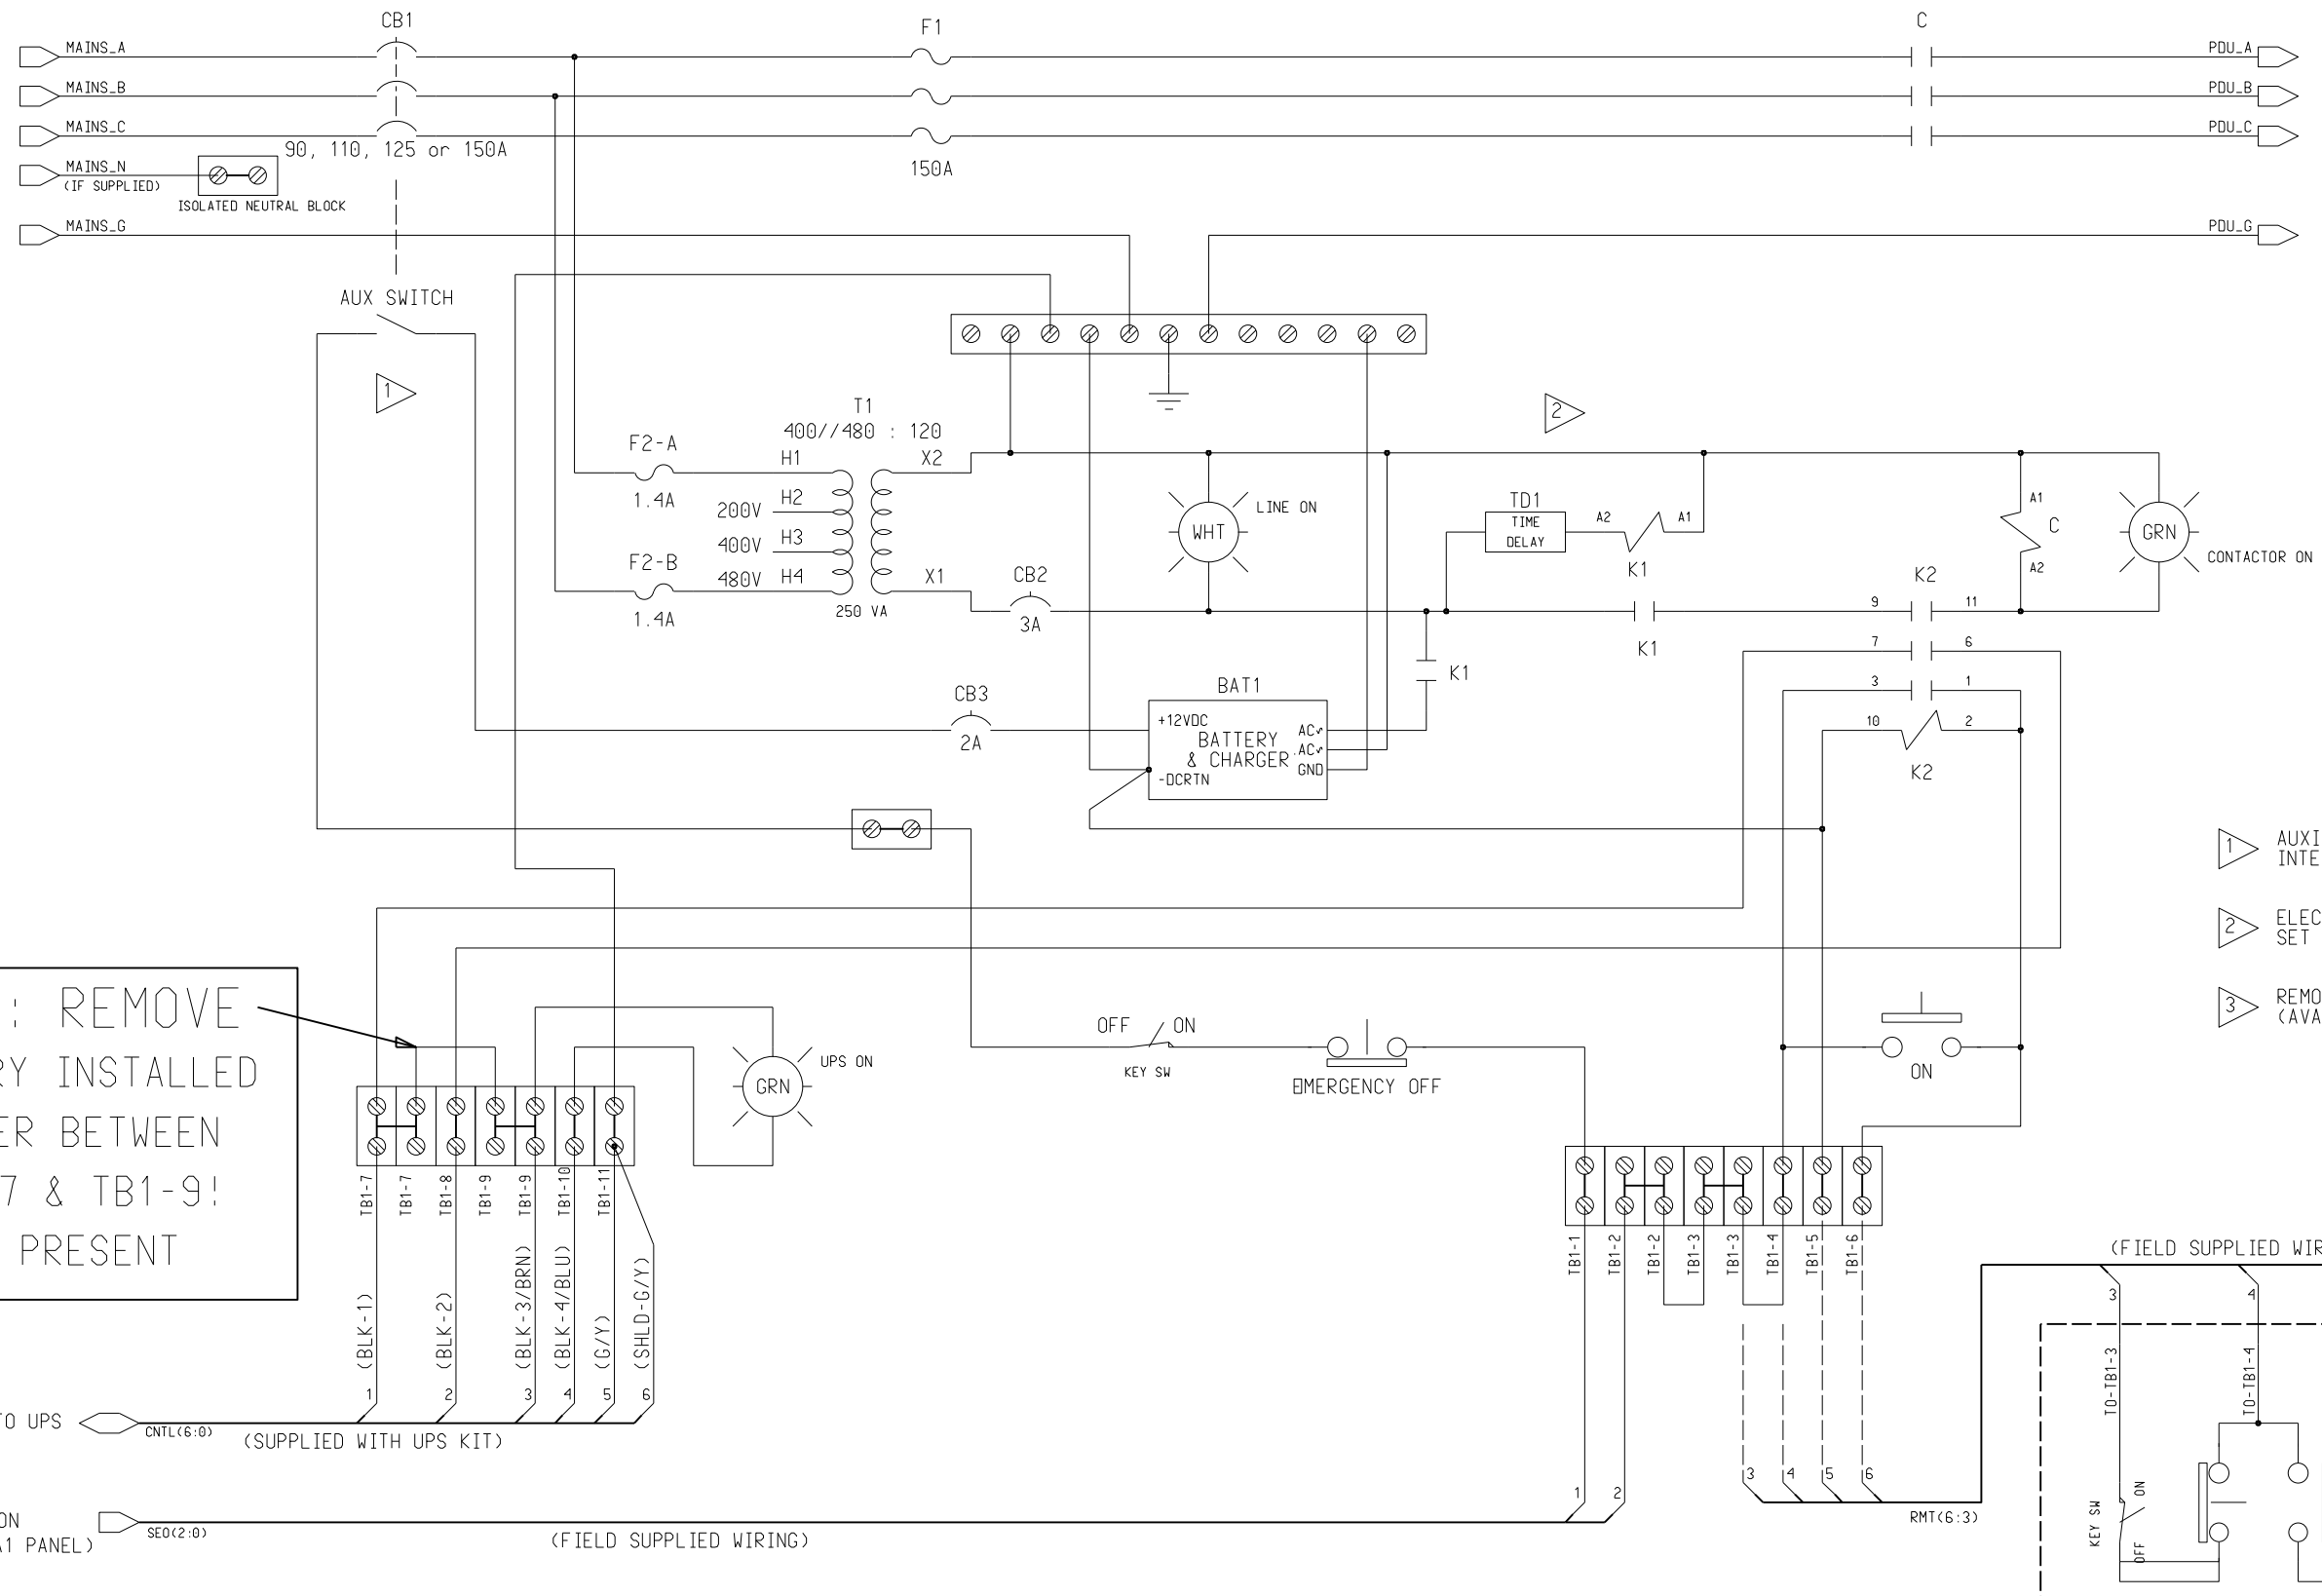 CB1
F1
C
MAINS_A
PDU_A
MAINS_B
PDU_B
MAINS_C
PDU_C
90, 110, 125 or 150A
150A
MAINS_N
(IF SUPPLIED)
ISOLATED NEUTRAL BLOCK
MAINS_G
PDU_G
AUX SWITCH
1
2
T1
400//480 : 120
F2-A
1.4A
H1
X2
200V H2
400V H3
480V H4
F2-B
1.4A
X1
250 VA
WHT
LINE ON
CB2
3A
TD1
TIME
DELAY
A2
A1
K1
A1
C
A2
GRN
CONTACTOR ON
K1
K2
9
11
7
6
3
1
10
2
K2
K1
CB3
2A
BAT1
+12VDC
BATTERY
& CHARGER
-DCRTN
AC
AC
GND
1
AUXI
INTE
2
ELEC
SET
3
REMO
(AVA
: REMOVE
RY INSTALLED
ER BETWEEN
7 & TB1-9!
PRESENT
GRN
UPS ON
OFF
ON
KEY SW
EMERGENCY OFF
ON
TB1-7
TB1-7
TB1-8
TB1-9
TB1-9
TB1-10
TB1-11
(BLK-1)
(BLK-2)
(BLK-3/BRN)
(BLK-4/BLU)
(G/Y)
(SHLD-G/Y)
1
2
3
4
5
6
TO UPS
CNTL(6:0)
(SUPPLIED WITH UPS KIT)
TB1-1
TB1-2
TB1-2
TB1-3
TB1-3
TB1-4
TB1-5
TB1-6
1
2
3
4
5
6
ON
A1 PANEL)
SEO(2:0)
(FIELD SUPPLIED WIRING)
RMT(6:3)
(FIELD SUPPLIED WIR
3
4
TO-TB1-3
TO-TB1-4
KEY SW
ON
OFF